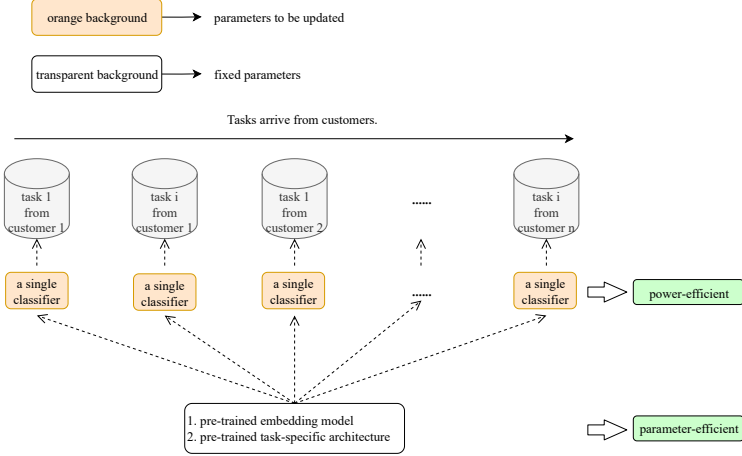 orange background
parameters to be updated
transparent background
fixed parameters
Tasks arrive from customers.
task 1
from
customer 1
task i
from
customer 1
task 1
from
customer 2
......
task i
from
customer n
a single
classifier
a single
classifier
a single
classifier
......
a single
classifier
power-efficient
1. pre-trained embedding model
2. pre-trained task-specific architecture
parameter-efficient